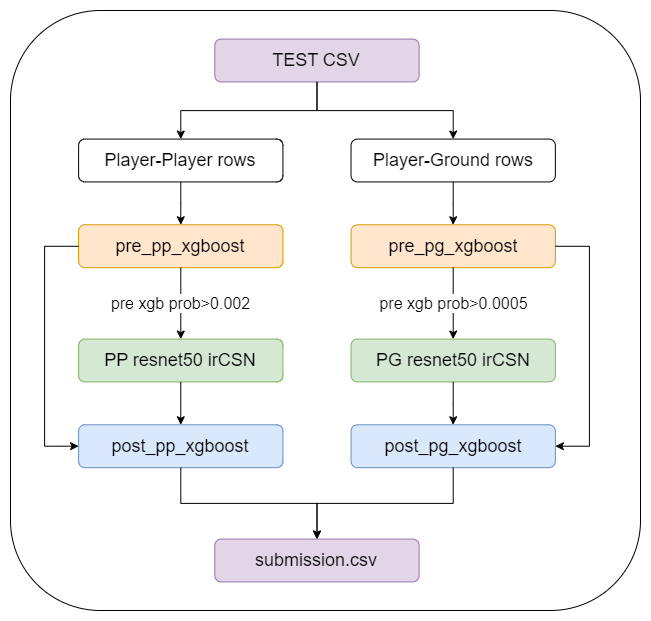 TEST CSV
Player-Player rows
Player-Ground rows
pre_pp_xgboost
pre_pg_xgboost
pre xgb prob>0.002
pre xgb prob>0.0005
PP resnet50 irCSN
PG resnet50 irCSN
post_pp_xgboost
post_pg_xgboost
submission.csv